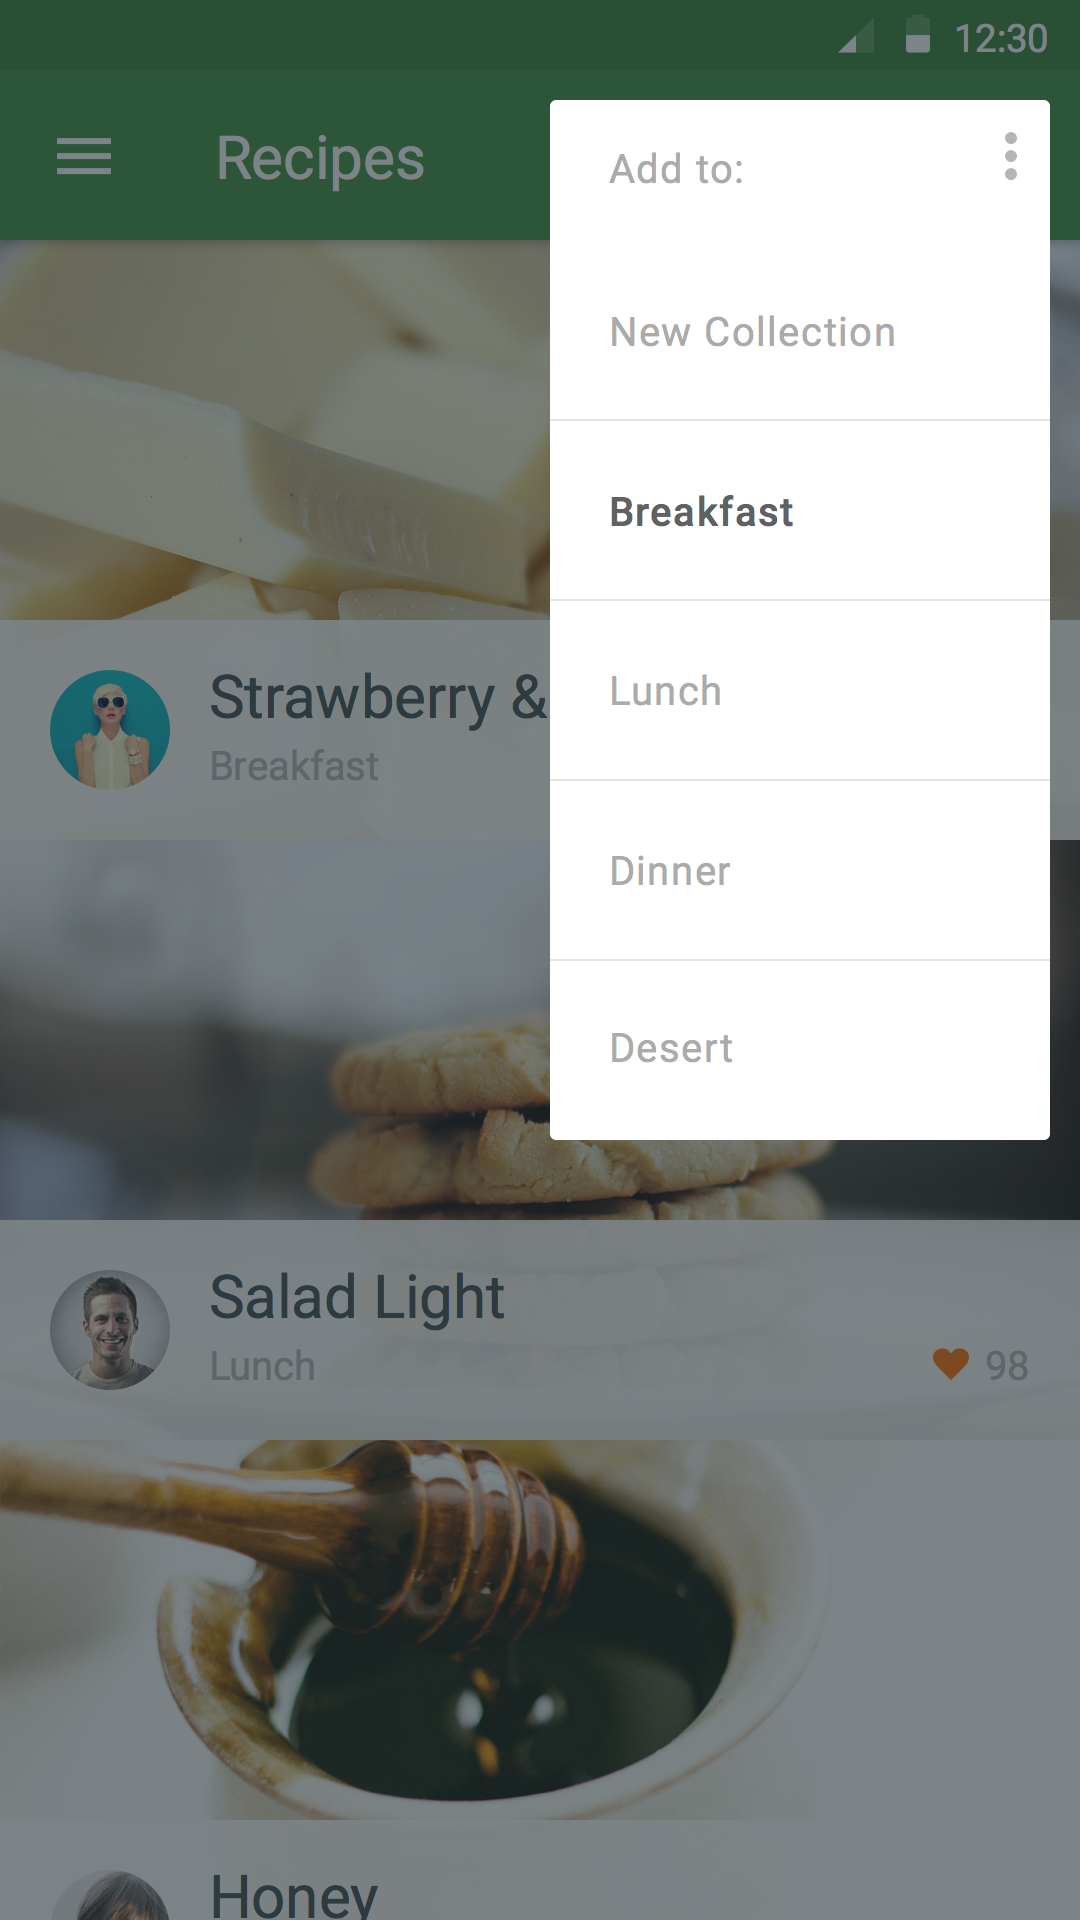 12:30
Recipes
Add to:
New Collection
Breakfast
Lunch
Dinner
Desert
Strawberry &
Breakfast
Salad Light
Lunch
98
Honey